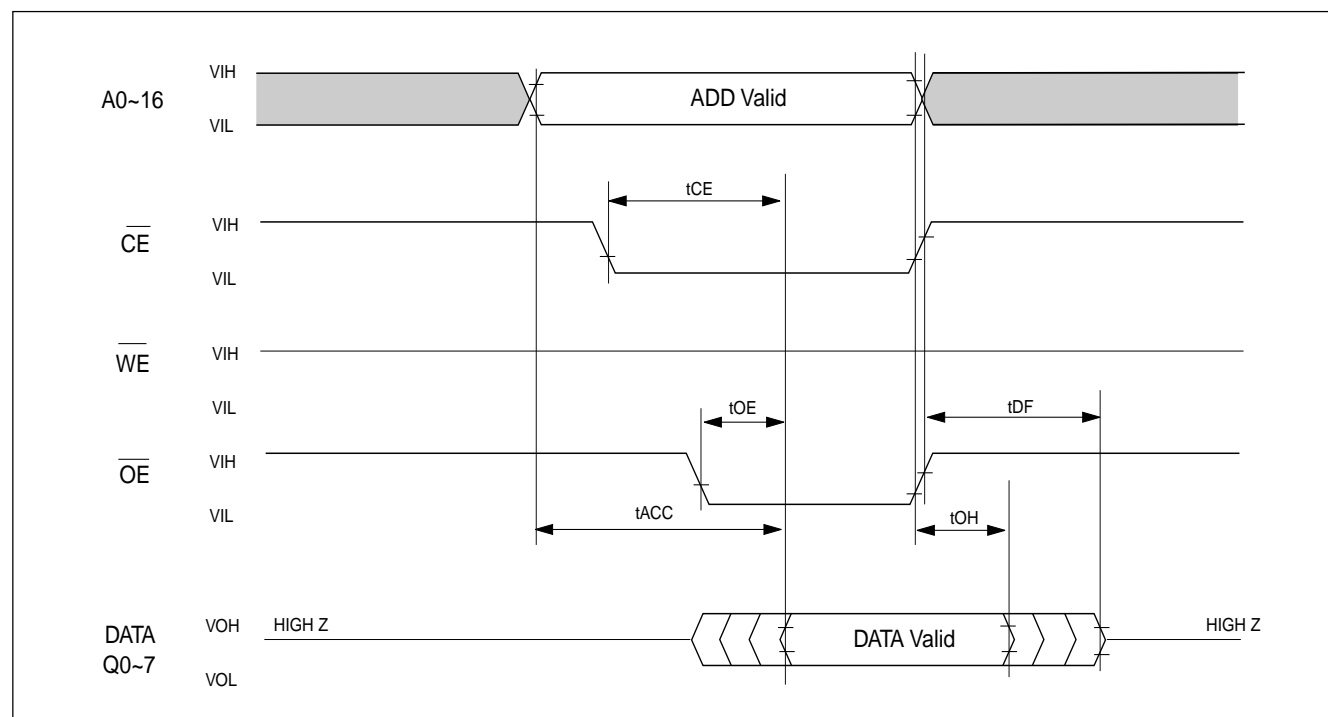 VIH
A0~16
ADD Valid
VIL
tCE
VIH
CE
VIL
WE
VIH
VIL
tOE
tDF
OE
VIH
VIL
tACC
tOH
DATA
Q0~7
VOH
HIGH Z
DATA Valid
HIGH Z
VOL